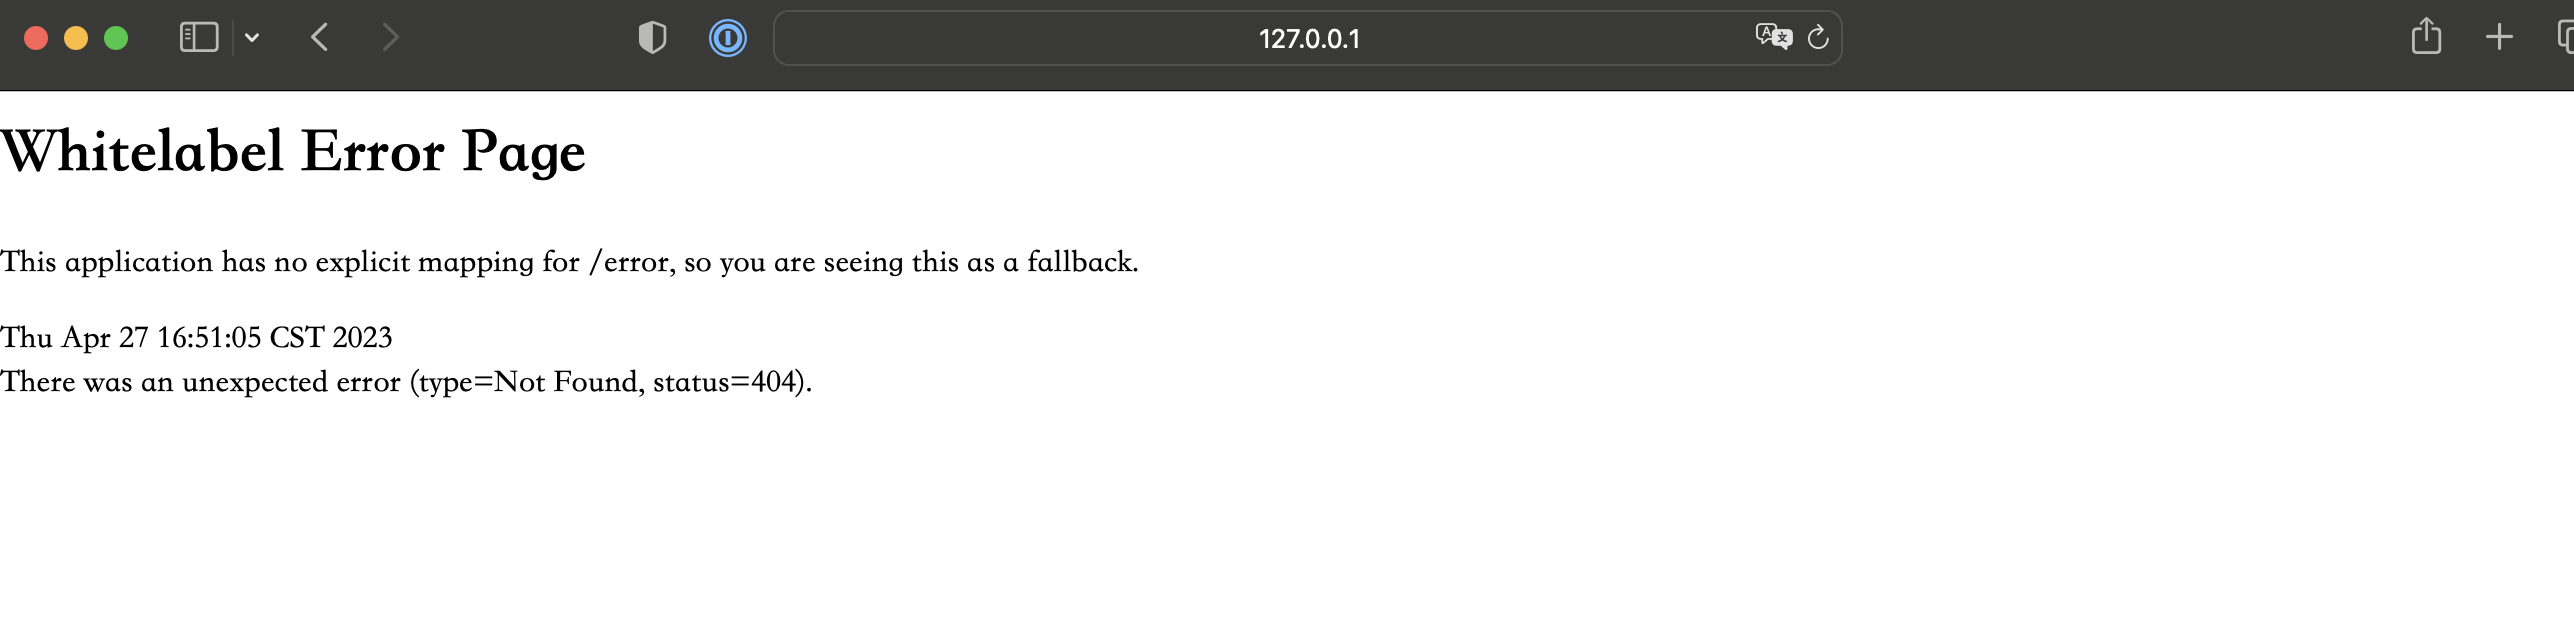 127.0.0.1
Whitelabel Error Page
This application has no explicit mapping for /error, so you are seeing this as a fallback.
Thu Apr 27 16:51:05 CST 2023
There was an unexpected error (type=Not Found, status=404).